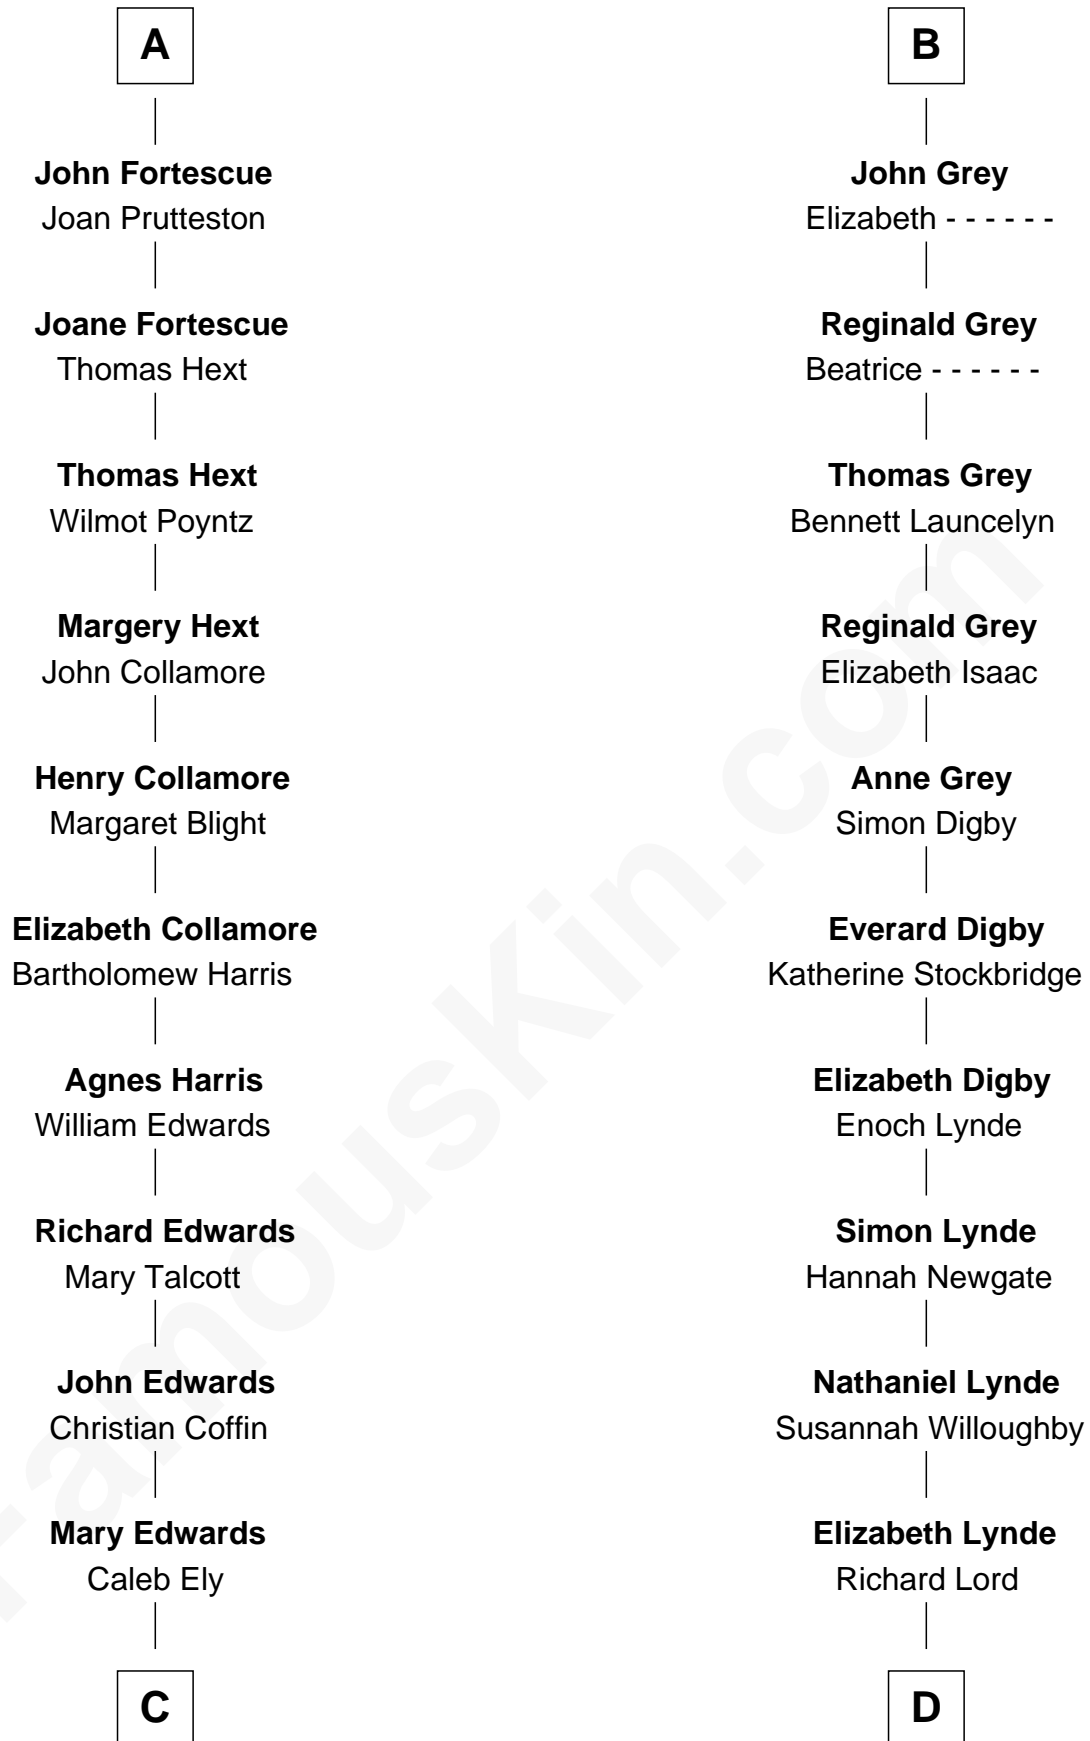 A
John Fortescue
Joan Prutteston
Joane Fortescue
Thomas Hext
Thomas Hext
Wilmot Poyntz
Margery Hext
John Collamore
Henry Collamore
Margaret Blight
Elizabeth Collamore
Bartholomew Harris
Agnes Harris
William Edwards
Richard Edwards
Mary Talcott
John Edwards
Christian Coffin
Mary Edwards
Caleb Ely
C
B
John Grey
Elizabeth - - - - - -
Reginald Grey
Beatrice - - - - - -
Thomas Grey
Bennett Launcelyn
Reginald Grey
Elizabeth Isaac
Anne Grey
Simon Digby
Everard Digby
Katherine Stockbridge
Elizabeth Digby
Enoch Lynde
Simon Lynde
Hannah Newgate
Nathaniel Lynde
Susannah Willoughby
Elizabeth Lynde
Richard Lord
D
FamousKin.com